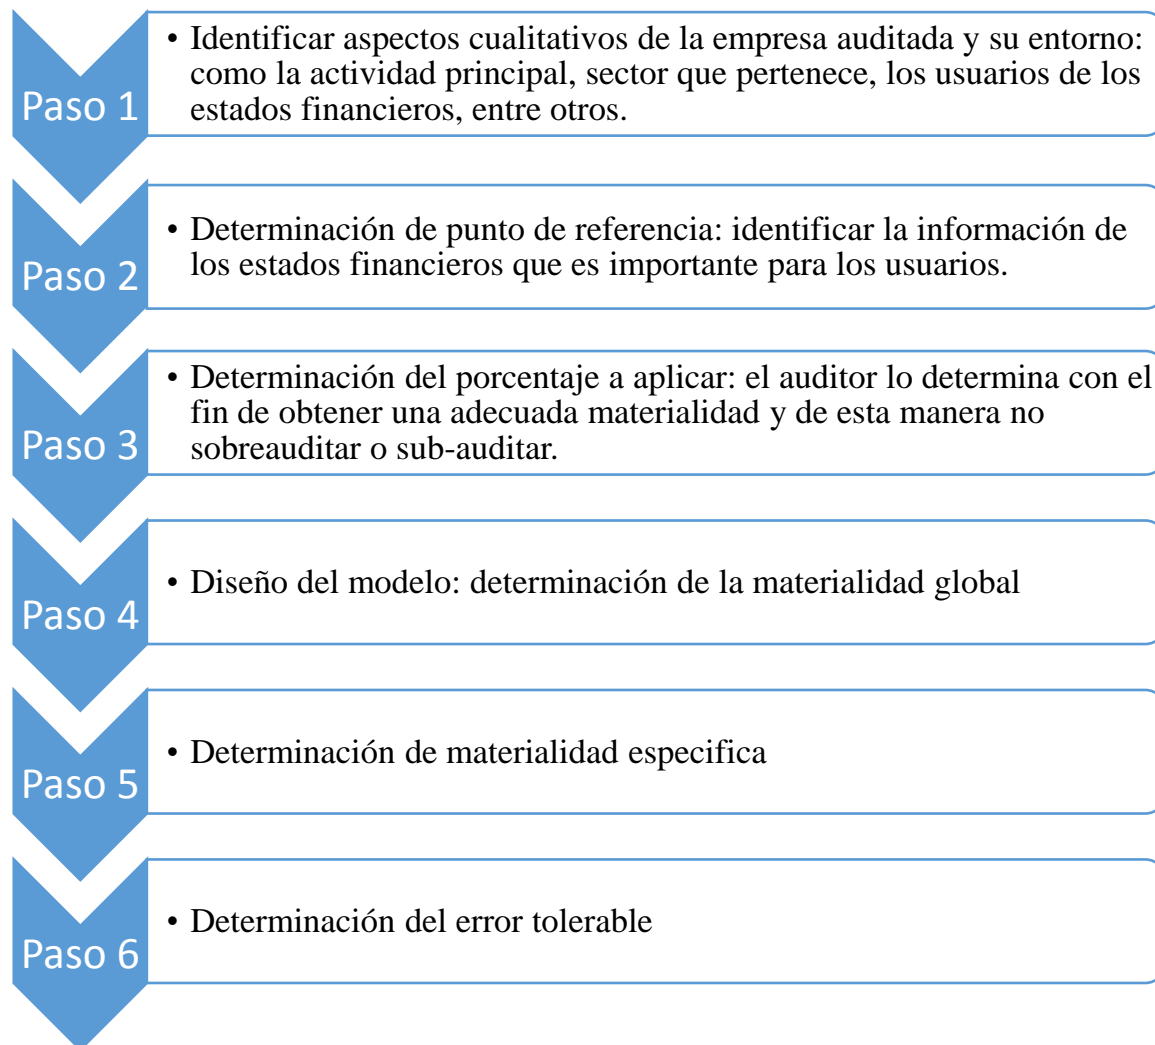 Paso 1
• Identificar aspectos cualitativos de la empresa auditada y su entorno:
como la actividad principal, sector que pertenece, los usuarios de los
estados financieros, entre otros.
Paso 2
• Determinación de punto de referencia: identificar la información de
los estados financieros que es importante para los usuarios.
Paso 3
• Determinación del porcentaje a aplicar: el auditor lo determina con el
fin de obtener una adecuada materialidad y de esta manera no
sobreauditar o sub-auditar.
Paso 4
• Diseño del modelo: determinación de la materialidad global
Paso 5
• Determinación de materialidad especifica
Paso 6
• Determinación del error tolerable